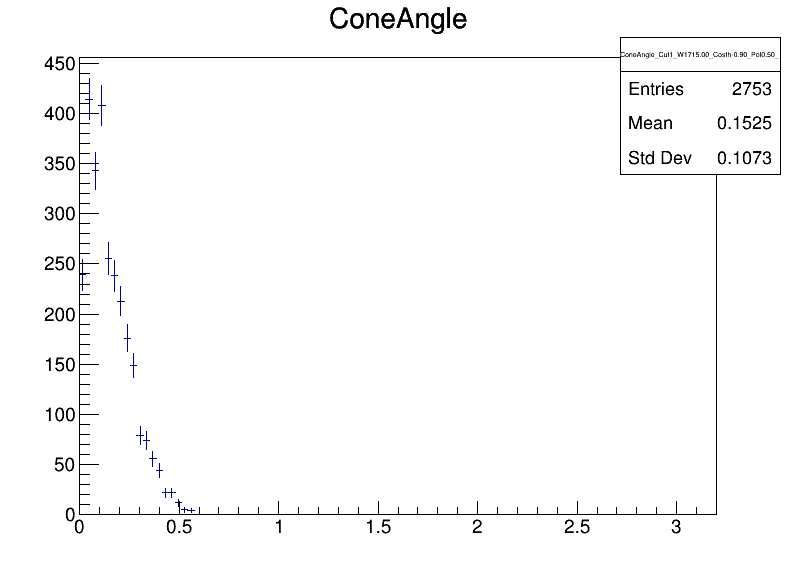 ConeAngle
ConeAngle_Cut1_W1715.00_Costh-0.90_Pol0.50_
Entries 2753
Mean 0.1525
Std Dev 0.1073
450
400
350
300
250
200
150
100
50
0
0 0.5 1 1.5 2 2.5 3